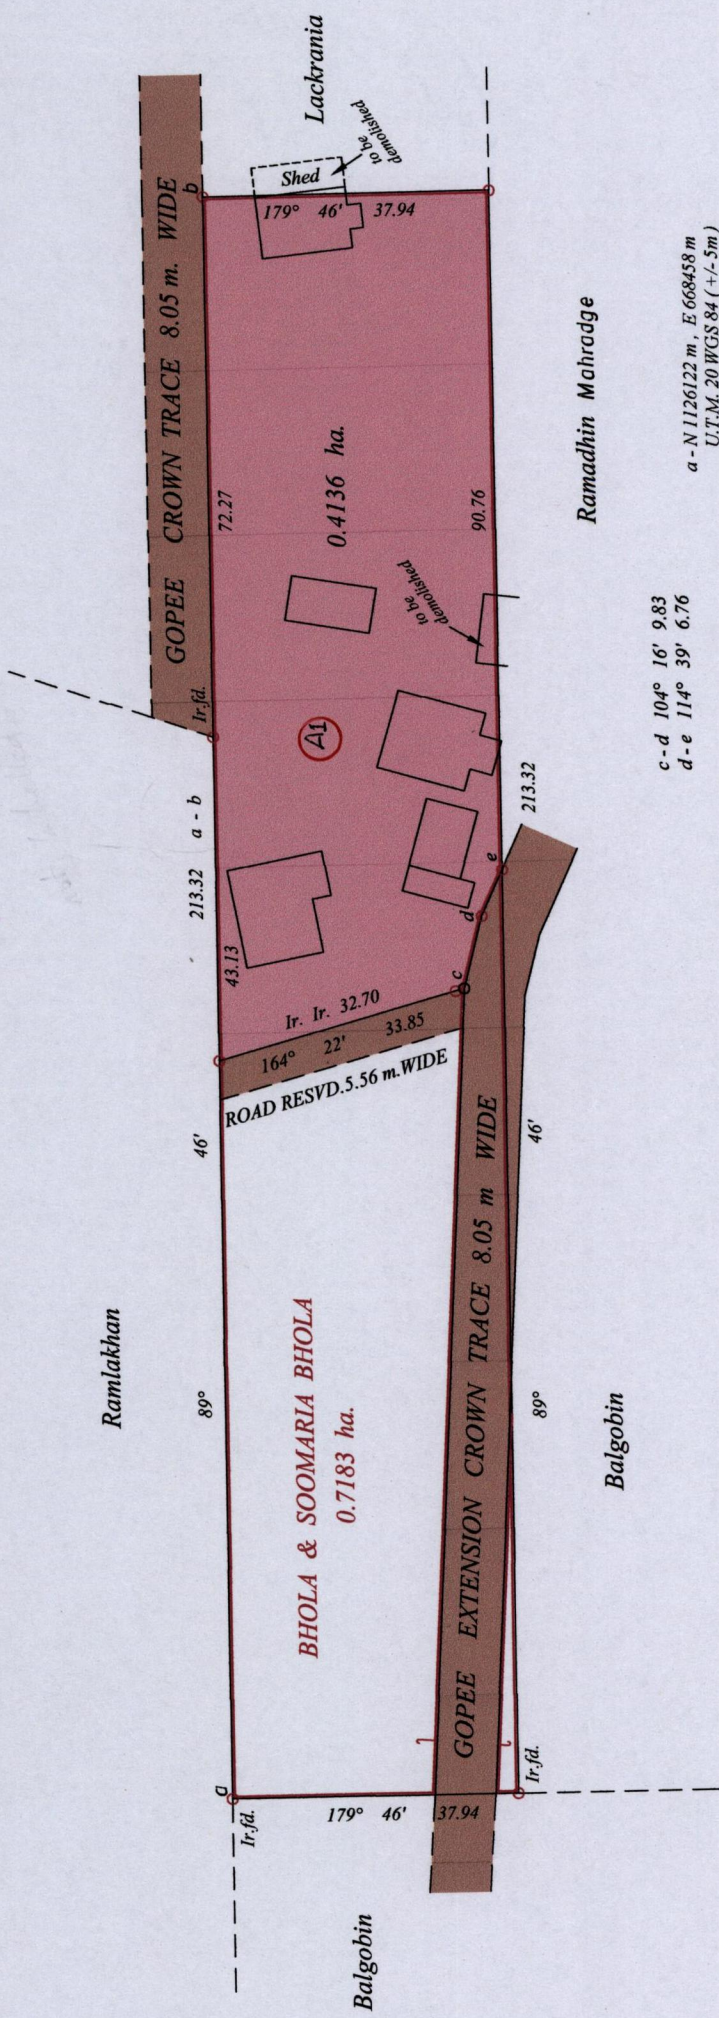 Lackrania
Shed
to be
demolished
GOPEE CROWN TRACE 8.05 m. WIDE
b
179° 46' 37.94
72.27
0.4136 ha.
90.76
Ramadhin Mahradge
a - N 1126122 m, E 668458 m
U.T.M. 20 WGS 84 ( +/- 5m)
c - d 104° 16' 9.83
d - e 114° 39' 6.76
to be
demolished
Ir.fd.
A1
213.32 a - b
43.13
213.32
e
d
c
Ir. Ir. 32.70
164° 22' 33.85
ROAD RESVD.5.56 m.WIDE
89° 46'
89° 46'
Ramlakhan
BHOLA & SOOMARIA BHOLA
0.7183 ha.
GOPEE EXTENSION CROWN TRACE 8.05 m WIDE
Balgobin
a
Ir.fd.
179° 46' 37.94
Ir.fd.
Balgobin